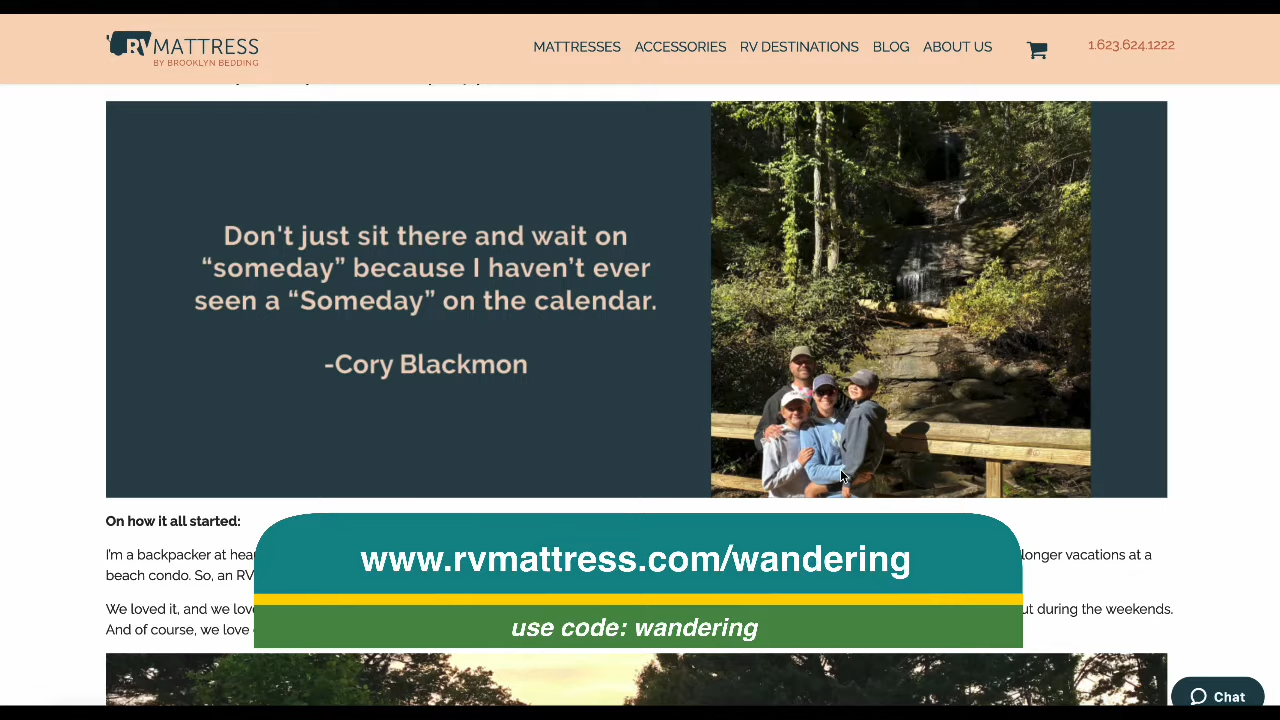 RV MATTRESS
BY BROOKLYN BEDDING
MATTRESSES ACCESSORIES RV DESTINATIONS BLOG ABOUT US
1.623.624.1222
Don't just sit there and wait on
“someday” because I haven’t ever
seen a “Someday” on the calendar.
-Cory Blackmon
On how it all started:
I'm a backpacker at longer vacations at a
beach condo. So, an RV
We loved it, and we during the weekends.
And of course, we love
www.rvmattress.com/wandering
use code: wandering
Chat